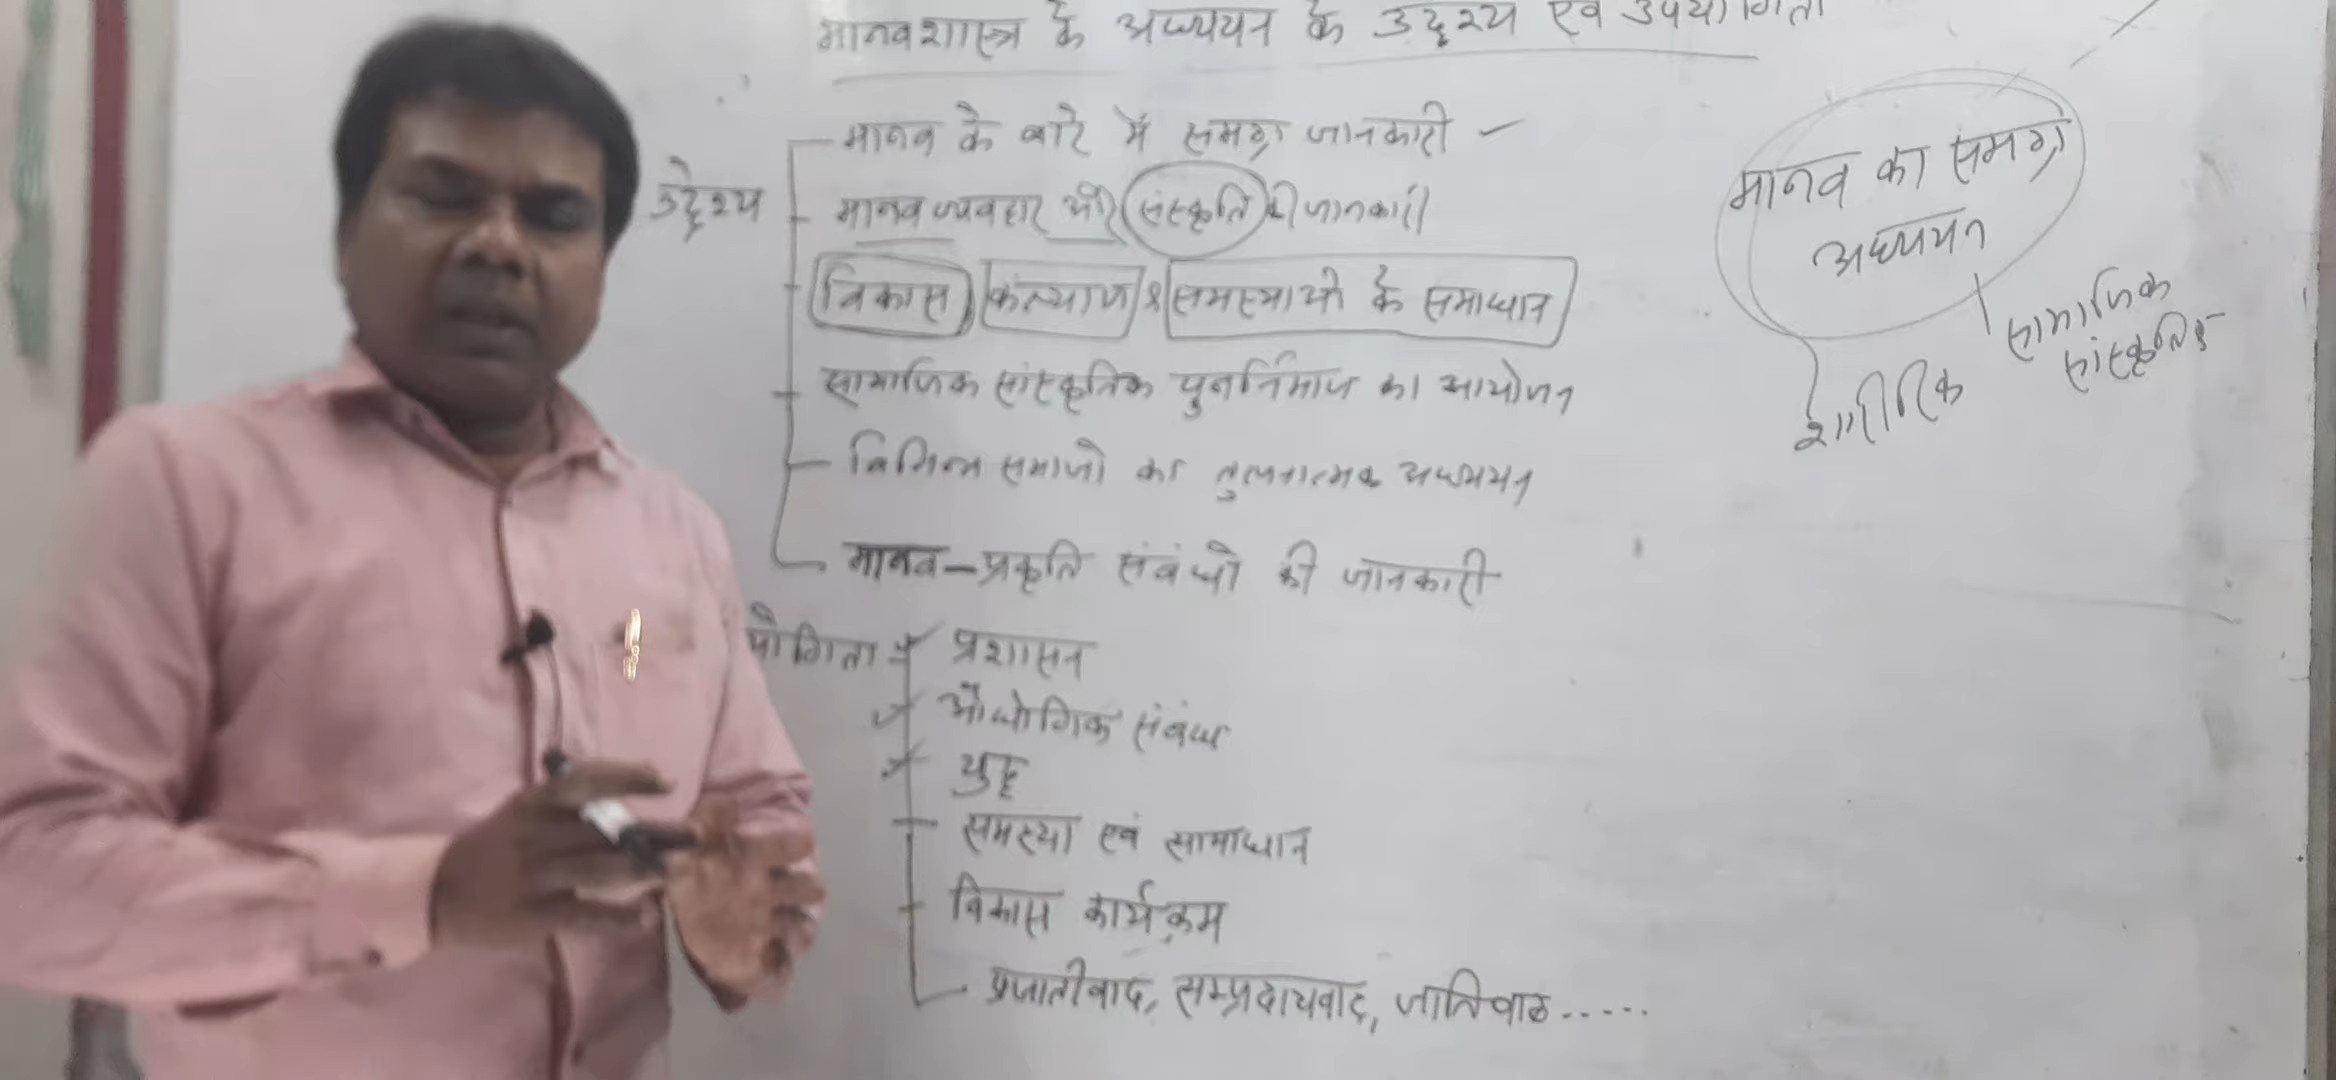 मानवशास्त्र के अध्ययन के उद्देश्य एवं उपयोगिता
उद्देश्य
मानव के बारे में समग्र जानकारी
मानव व्यवहार और संस्कृति की जानकारी
विकास कल्याण & समस्याओं के समाधान
सामाजिक सांस्कृतिक पुनर्निमाण का आयोजन
विभिन्न समाजों का तुलनात्मक अध्ययन
मानव-प्रकृति संबंधों की जानकारी
योगिता
प्रशासन
औद्योगिक संबंध
युद्ध
समस्या एवं सामाधान
विकास कार्यक्रम
प्रजातीवाद, सम्प्रदायवाद, जातिवाद.....
मानव का समग्र
अध्ययन
शारीरिक
सामाजिक
सांस्कृतिक